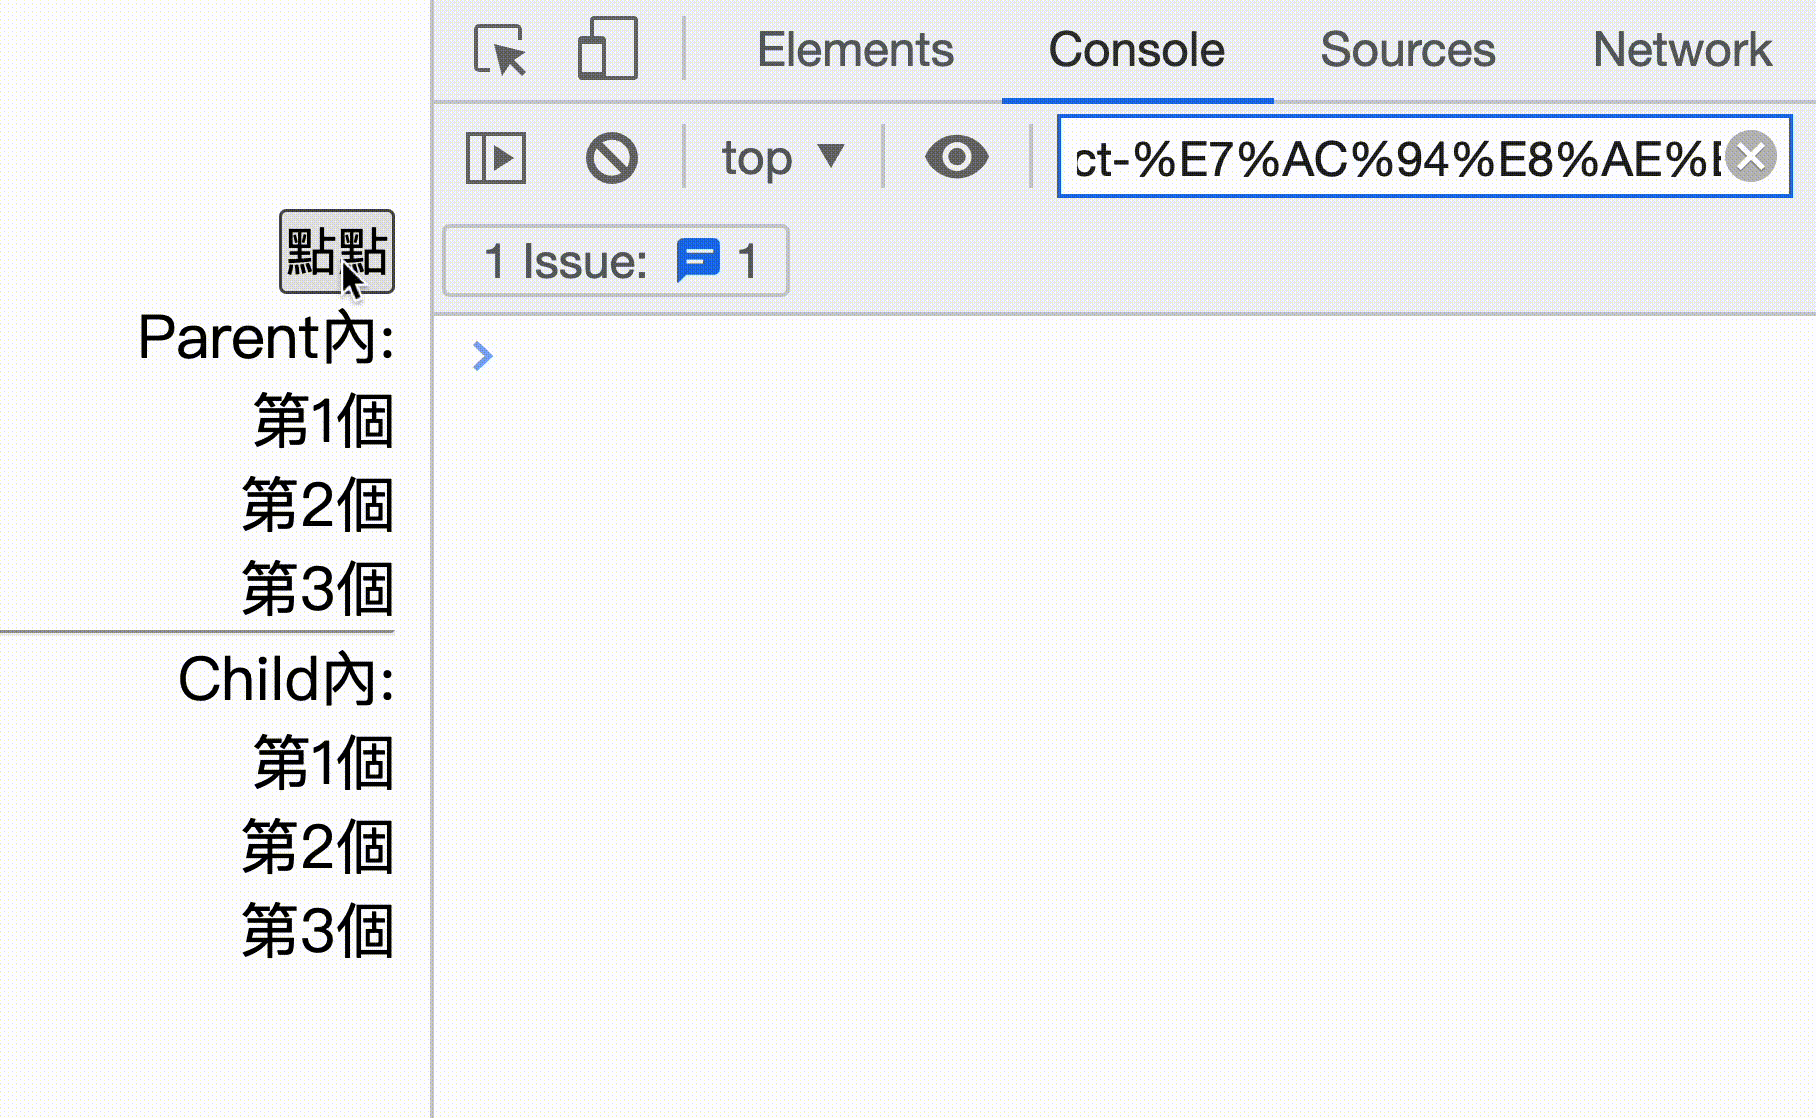 Elements Console Sources Network
top ct-%E7%AC%94%E8%AE%
1 Issue: 1
點點
Parent內:
第1個
第2個
第3個
Child內:
第1個
第2個
第3個